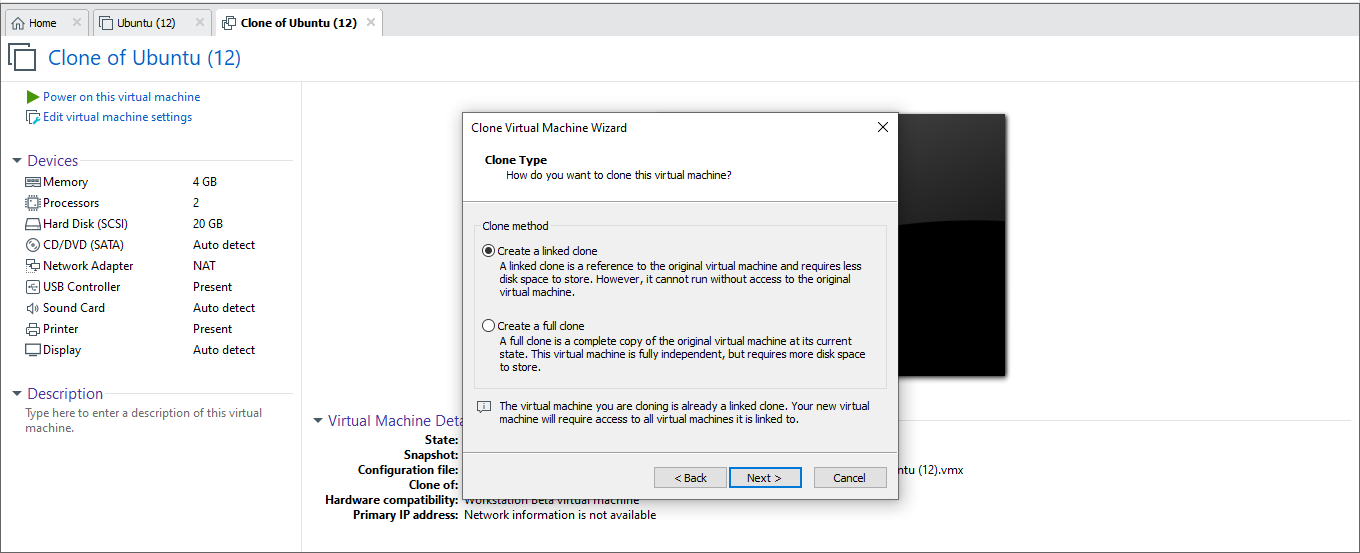 Home
Ubuntu (12)
Clone of Ubuntu (12)
Clone of Ubuntu (12)
Power on this virtual machine
Edit virtual machine settings
Devices
Memory 4 GB
Processors 2
Hard Disk (SCSI) 20 GB
CD/DVD (SATA) Auto detect
Network Adapter NAT
USB Controller Present
Sound Card Auto detect
Printer Present
Display Auto detect
Description
Type here to enter a description of this virtual
machine.
Clone Virtual Machine Wizard
Clone Type
How do you want to clone this virtual machine?
Clone method
Create a linked clone
A linked clone is a reference to the original virtual machine and requires less
disk space to store. However, it cannot run without access to the original
virtual machine.
Create a full clone
A full clone is a complete copy of the original virtual machine at its current
state. This virtual machine is fully independent, but requires more disk space
to store.
The virtual machine you are cloning is already a linked clone. Your new virtual
machine will require access to all virtual machines it is linked to.
< Back
Next >
Cancel
Virtual Machine Deta
State:
Snapshot:
Configuration file: ntu (12).vmx
Clone of:
Hardware compatibility: Workstation Beta virtual machine
Primary IP address: Network information is not available